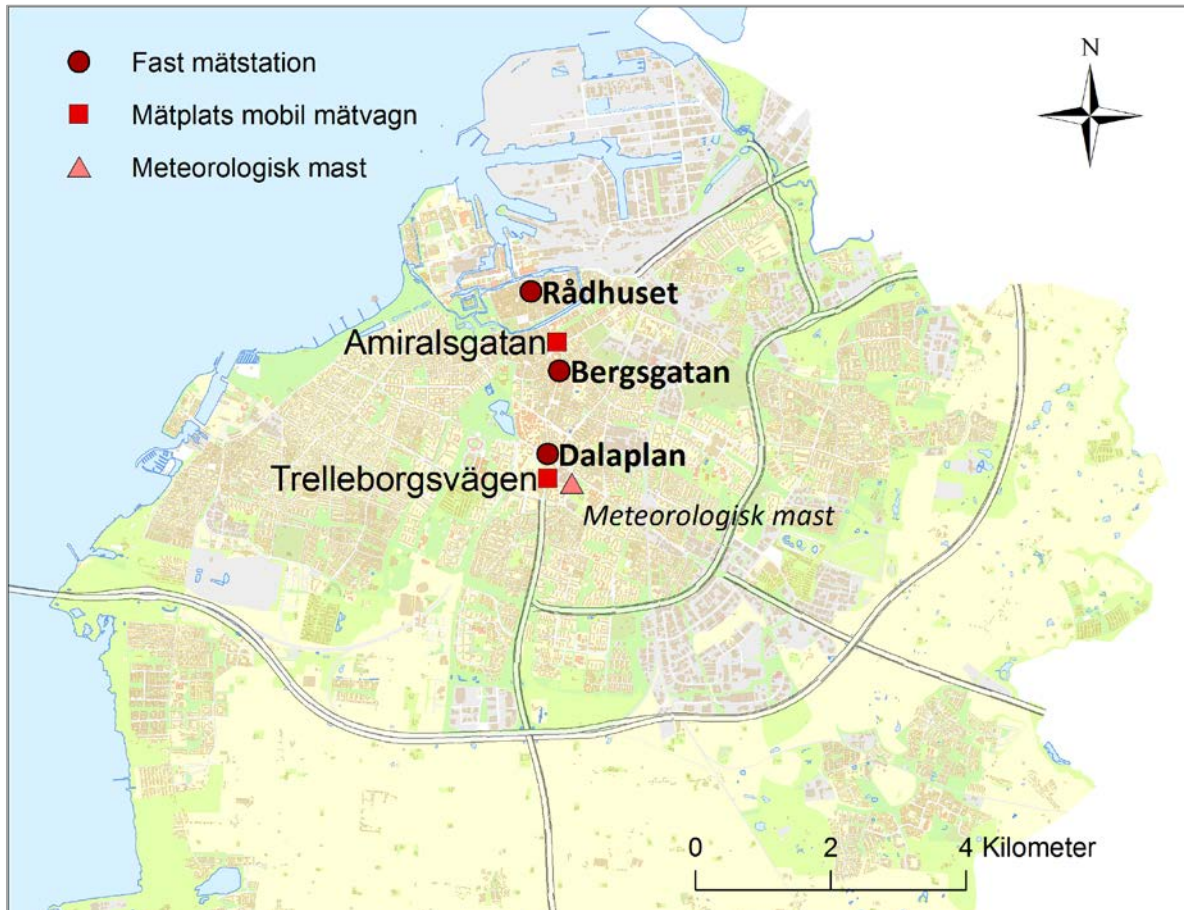 Fast mätstation
Mätplats mobil mätvagn
Meteorologisk mast
N
Rådhuset
Amiralsgatan
Bergsgatan
Dalaplan
Trelleborgsvägen
Meteorologisk mast
0 2 4 Kilometer